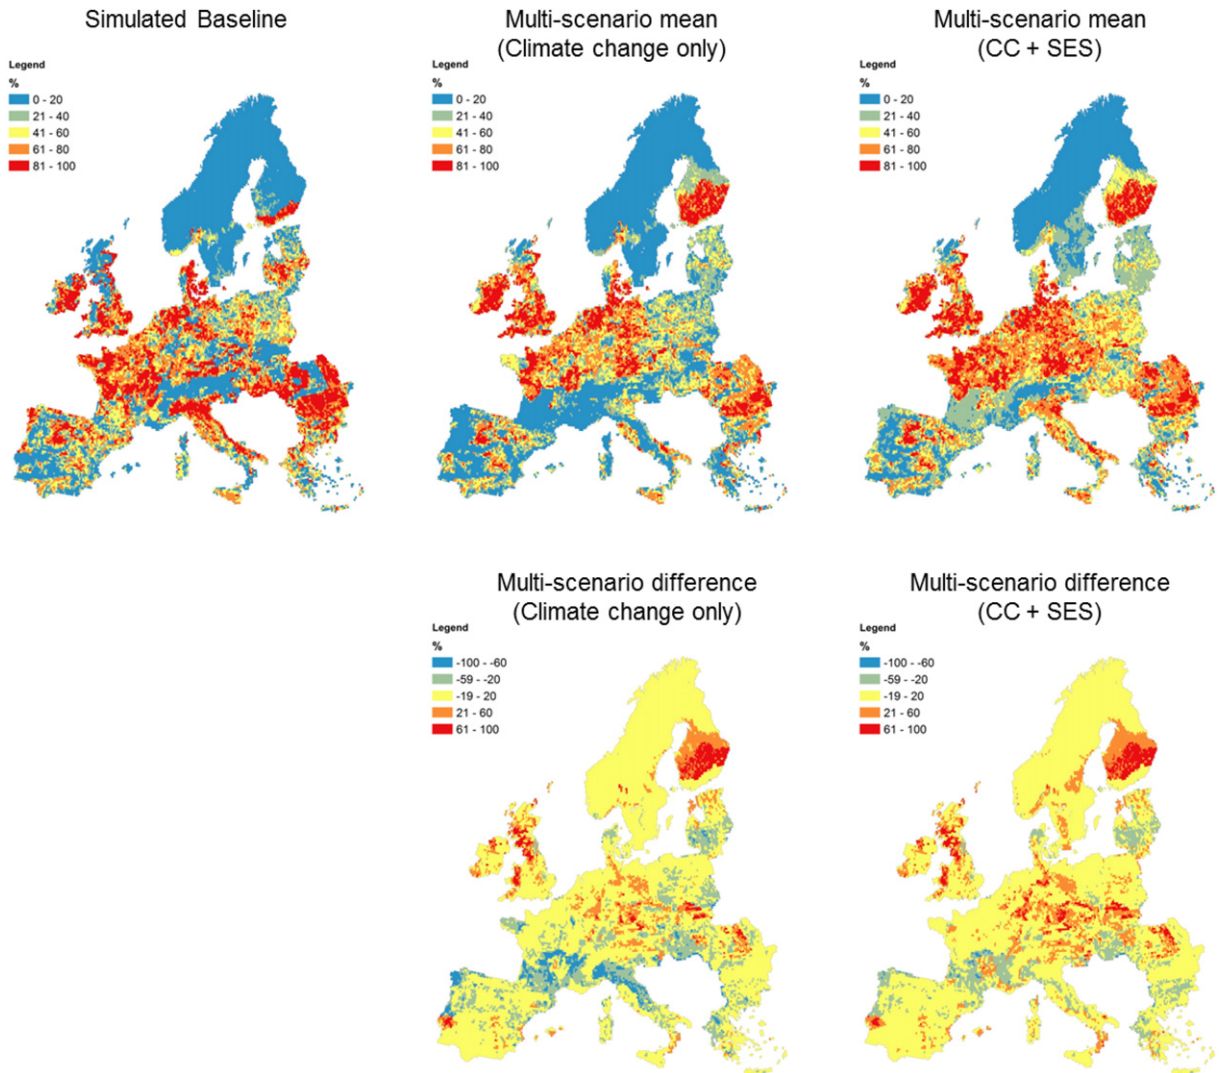 Simulated Baseline
Legend
%
0 - 20
21 - 40
41 - 60
61 - 80
81 - 100
Multi-scenario mean
(Climate change only)
Legend
%
0 - 20
21 - 40
41 - 60
61 - 80
81 - 100
Multi-scenario mean
(CC + SES)
Legend
%
0 - 20
21 - 40
41 - 60
61 - 80
81 - 100
Multi-scenario difference
(Climate change only)
Legend
%
-100 - -60
-59 - -20
-19 - 20
21 - 60
61 - 100
Multi-scenario difference
(CC + SES)
Legend
%
-100 - -60
-59 - -20
-19 - 20
21 - 60
61 - 100